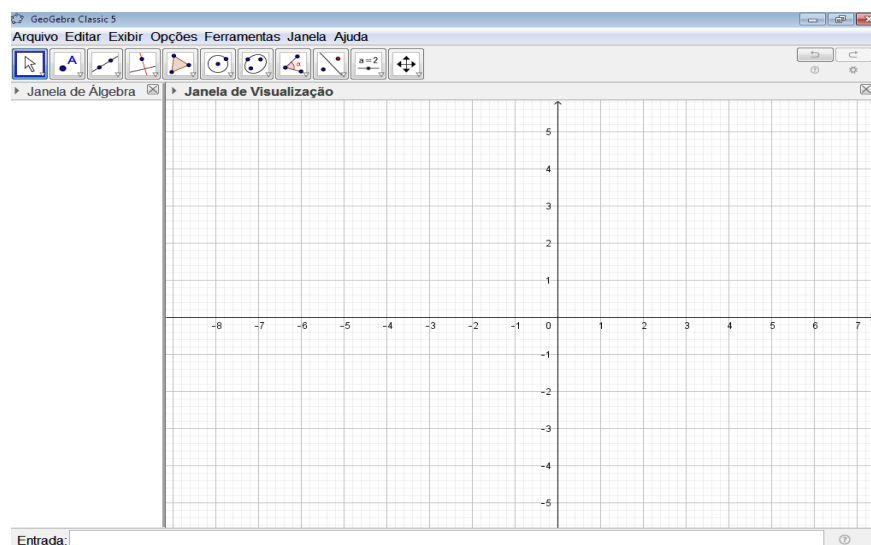 GeoGebra Classic 5
Arquivo Editar Exibir Opções Ferramentas Janela Ajuda
A α a=2
Janela de Álgebra
Janela de Visualização
5
4
3
2
1
-8 -7 -6 -5 -4 -3 -2 -1 0 1 2 3 4 5 6 7
-1
-2
-3
-4
-5
Entrada: